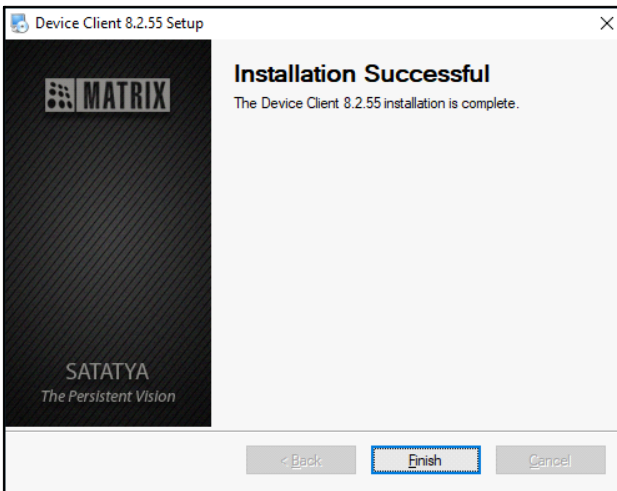 Device Client 8.2.55 Setup
MATRIX
Installation Successful
The Device Client 8.2.55 installation is complete.
SATATYA
The Persistent Vision
< Back
Finish
Cancel